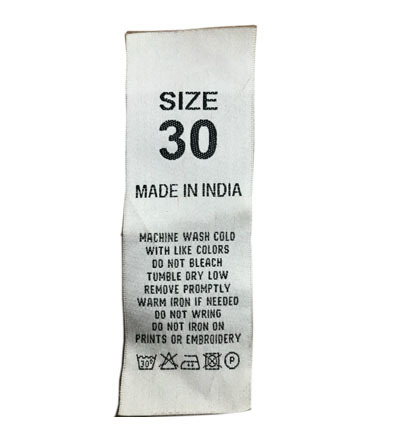 SIZE
30
MADE IN INDIA
MACHINE WASH COLD
WITH LIKE COLORS
DO NOT BLEACH
TUMBLE DRY LOW
REMOVE PROMPTLY
WARM IRON IF NEEDED
DO NOT WRING
DO NOT IRON ON
PRINTS OR EMBROIDERY
30° P